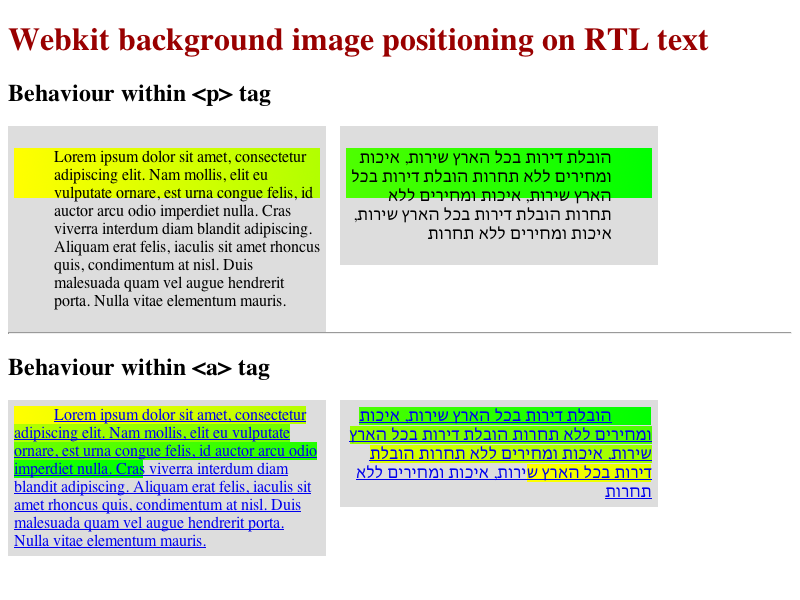 Webkit background image positioning on RTL text
Behaviour within <p> tag
Lorem ipsum dolor sit amet, consectetur
adipiscing elit. Nam mollis, elit eu
vulputate ornare, est urna congue felis, id
auctor arcu odio imperdiet nulla. Cras
viverra interdum diam blandit adipiscing.
Aliquam erat felis, iaculis sit amet rhoncus
quis, condimentum at nisl. Duis
malesuada quam vel augue hendrerit
porta. Nulla vitae elementum mauris.
הובלת דירות בכל הארץ שירות, איכות
ומחירים ללא תחרות הובלת דירות בכל
הארץ שירות, איכות ומחירים ללא
תחרות הובלת דירות בכל הארץ שירות,
איכות ומחירים ללא תחרות
Behaviour within <a> tag
Lorem ipsum dolor sit amet, consectetur
adipiscing elit. Nam mollis, elit eu vulputate
ornare, est urna congue felis, id auctor arcu odio
imperdiet nulla. Cras viverra interdum diam
blandit adipiscing. Aliquam erat felis, iaculis sit
amet rhoncus quis, condimentum at nisl. Duis
malesuada quam vel augue hendrerit porta.
Nulla vitae elementum mauris.
הובלת דירות בכל הארץ שירות, איכות
ומחירים ללא תחרות הובלת דירות בכל הארץ
שירות, איכות ומחירים ללא תחרות הובלת
דירות בכל הארץ שירות, איכות ומחירים ללא
תחרות